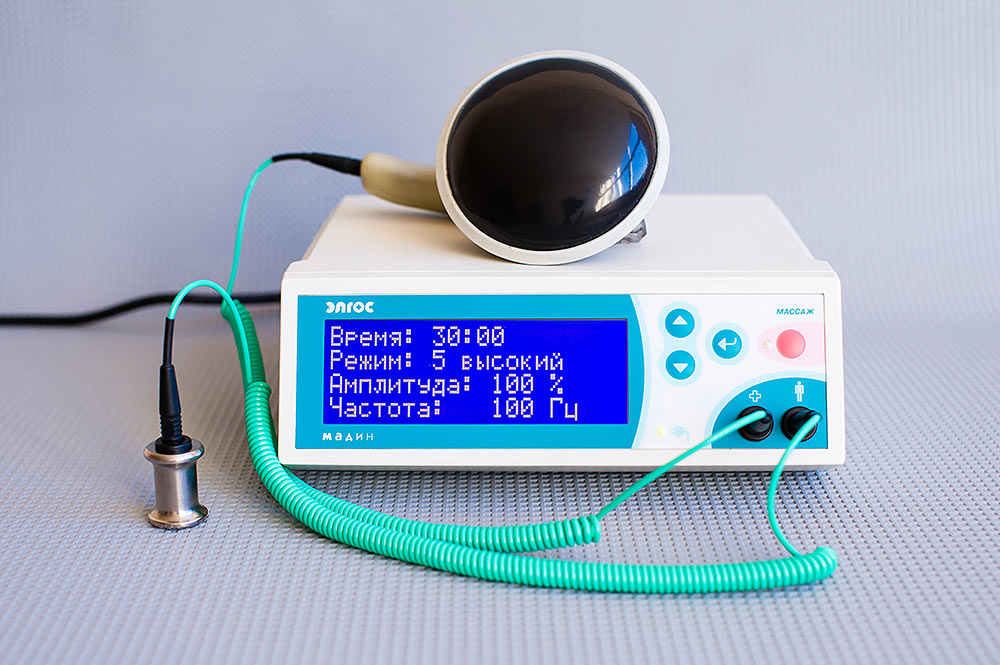 ЭЛГОС
МАССАЖ
Время: 30:00
Режим: 5 высокий
Амплитуда: 100 %
Частота: 100 Гц
мадин